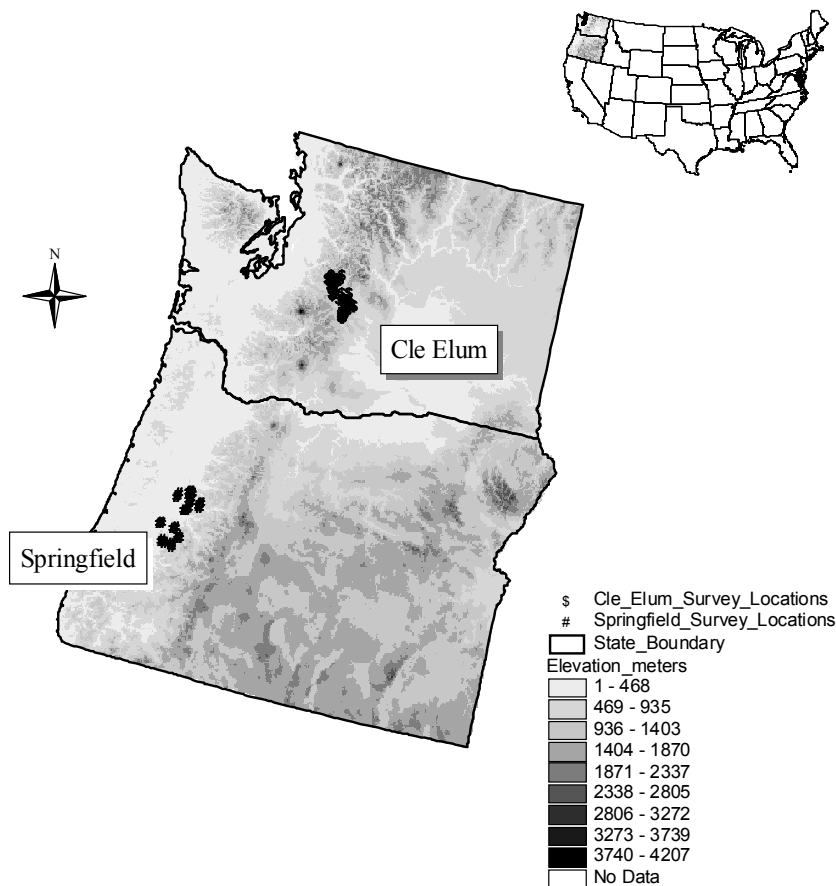 N
Cle Elum
Springfield
$ Cle_Elum_Survey_Locations
# Springfield_Survey_Locations
State_Boundary
Elevation_meters
1 - 468
469 - 935
936 - 1403
1404 - 1870
1871 - 2337
2338 - 2805
2806 - 3272
3273 - 3739
3740 - 4207
No Data